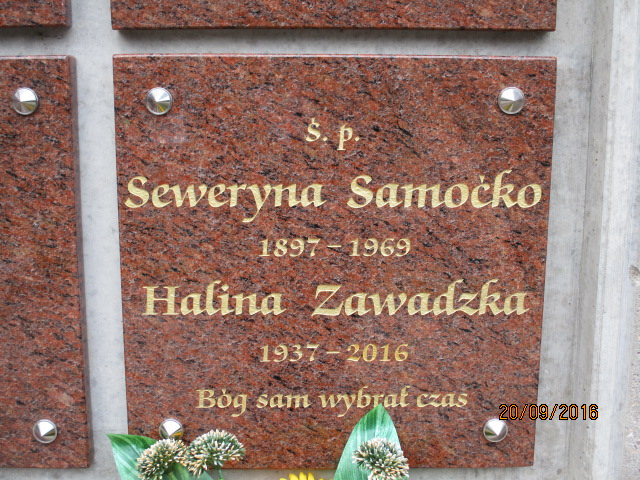 Ś. p.
Seweryna Samoćko
1897 – 1969
Halina Zawadzka
1937 – 2016
Bóg sam wybrał czas
20/09/2016